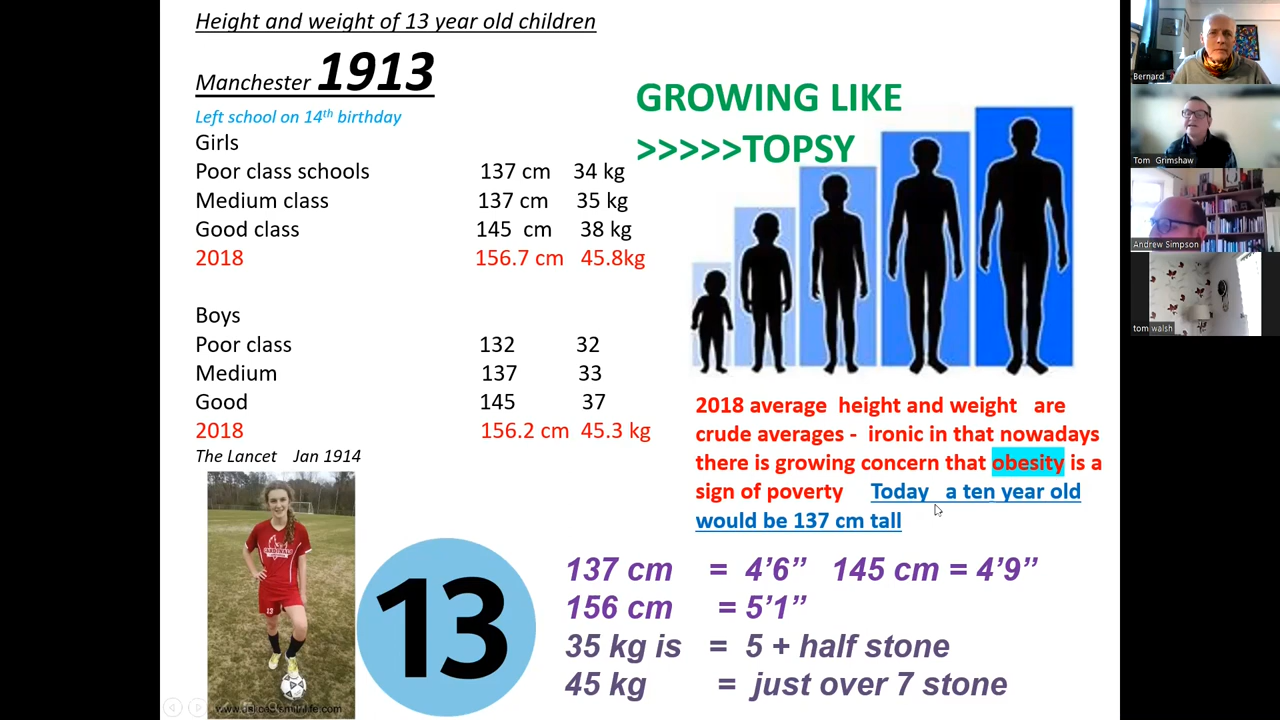 Height and weight of 13 year old children
Manchester 1913
Left school on 14th birthday
Girls
Poor class schools 137 cm 34 kg
Medium class 137 cm 35 kg
Good class 145 cm 38 kg
2018 156.7 cm 45.8kg
Boys
Poor class 132 32
Medium 137 33
Good 145 37
2018 156.2 cm 45.3 kg
The Lancet Jan 1914
GROWING LIKE
>>>>>TOPSY
2018 average height and weight are
crude averages - ironic in that nowadays
there is growing concern that obesity is a
sign of poverty Today a ten year old
would be 137 cm tall
CARDINALS
13
13
137 cm = 4’6” 145 cm = 4’9”
156 cm = 5’1”
35 kg is = 5 + half stone
45 kg = just over 7 stone
Bernard
Tom Grimshaw
Andrew Simpson
tom walsh